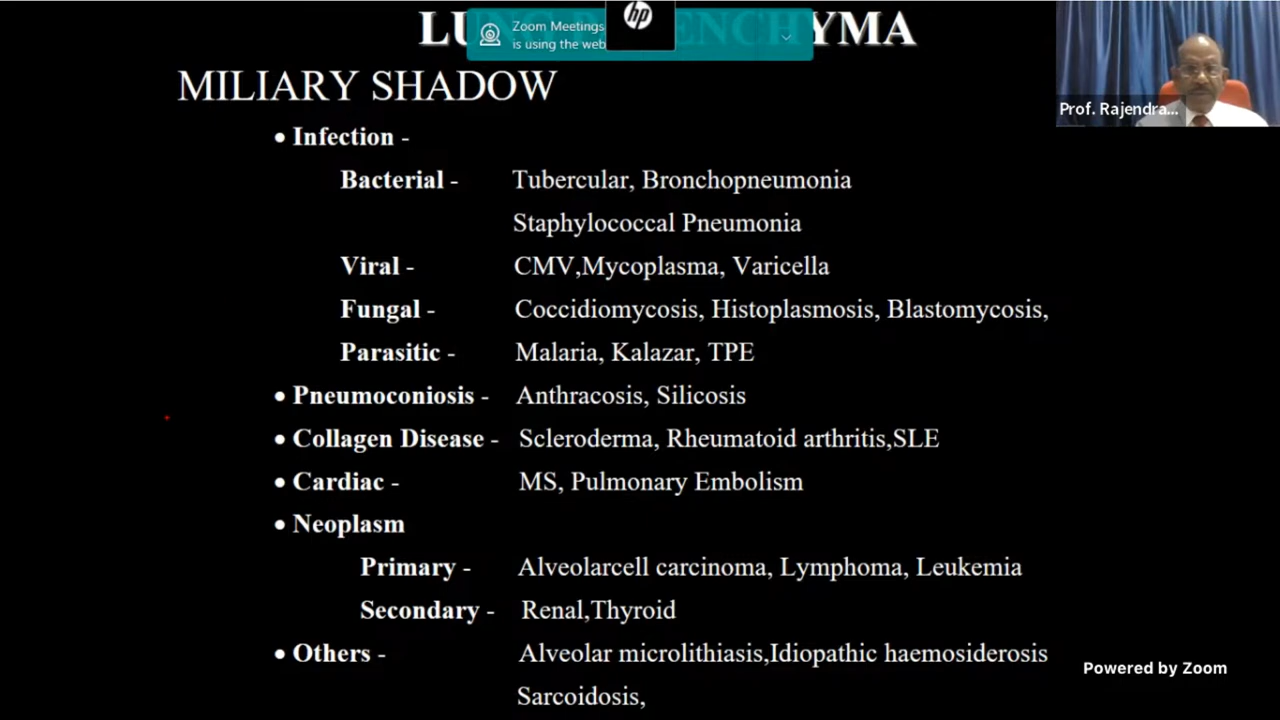 LU ENCHYMA
Zoom Meetings
is using the web
hp
Prof. Rajendra...
MILIARY SHADOW
• Infection -
Bacterial - Tubercular, Bronchopneumonia
Staphylococcal Pneumonia
Viral - CMV,Mycoplasma, Varicella
Fungal - Coccidiomycosis, Histoplasmosis, Blastomycosis,
Parasitic - Malaria, Kalazar, TPE
• Pneumoconiosis - Anthracosis, Silicosis
• Collagen Disease - Scleroderma, Rheumatoid arthritis,SLE
• Cardiac - MS, Pulmonary Embolism
• Neoplasm
Primary - Alveolarcell carcinoma, Lymphoma, Leukemia
Secondary - Renal,Thyroid
• Others - Alveolar microlithiasis,Idiopathic haemosiderosis
Sarcoidosis,
Powered by Zoom